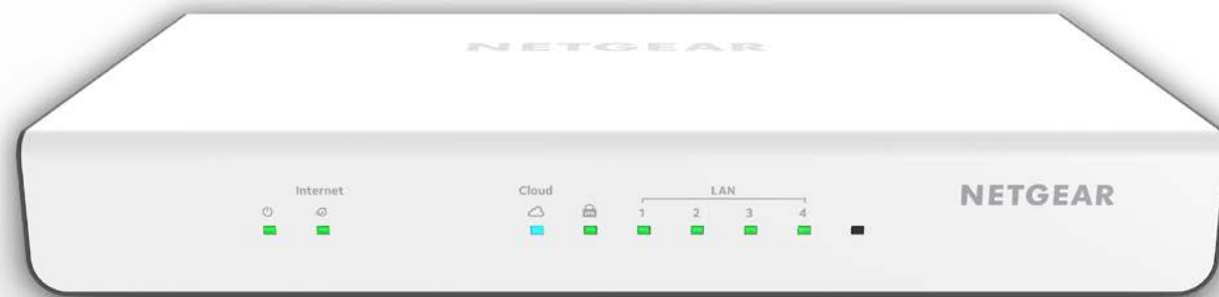 NETGEAR
Internet
Cloud
LAN
NETGEAR
1 2 3 4